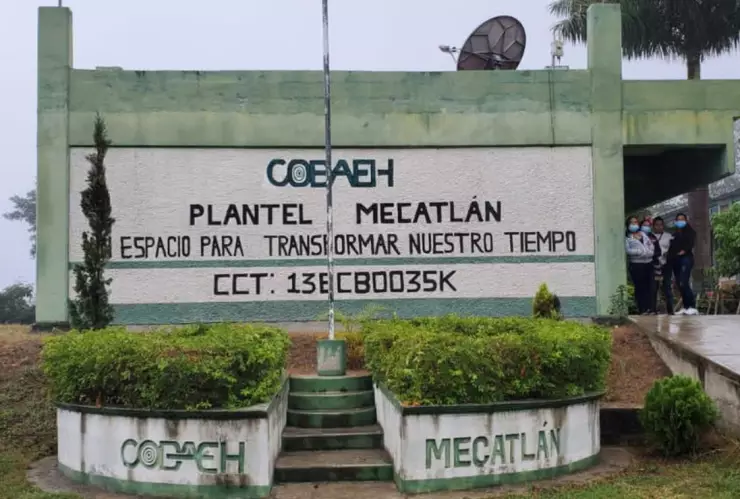 COBAEH
PLANTEL MECATLÁN
ESPACIO PARA TRANSFORMAR NUESTRO TIEMPO
CCT: 13ECB0035K
COBAEH
MECATLÁN